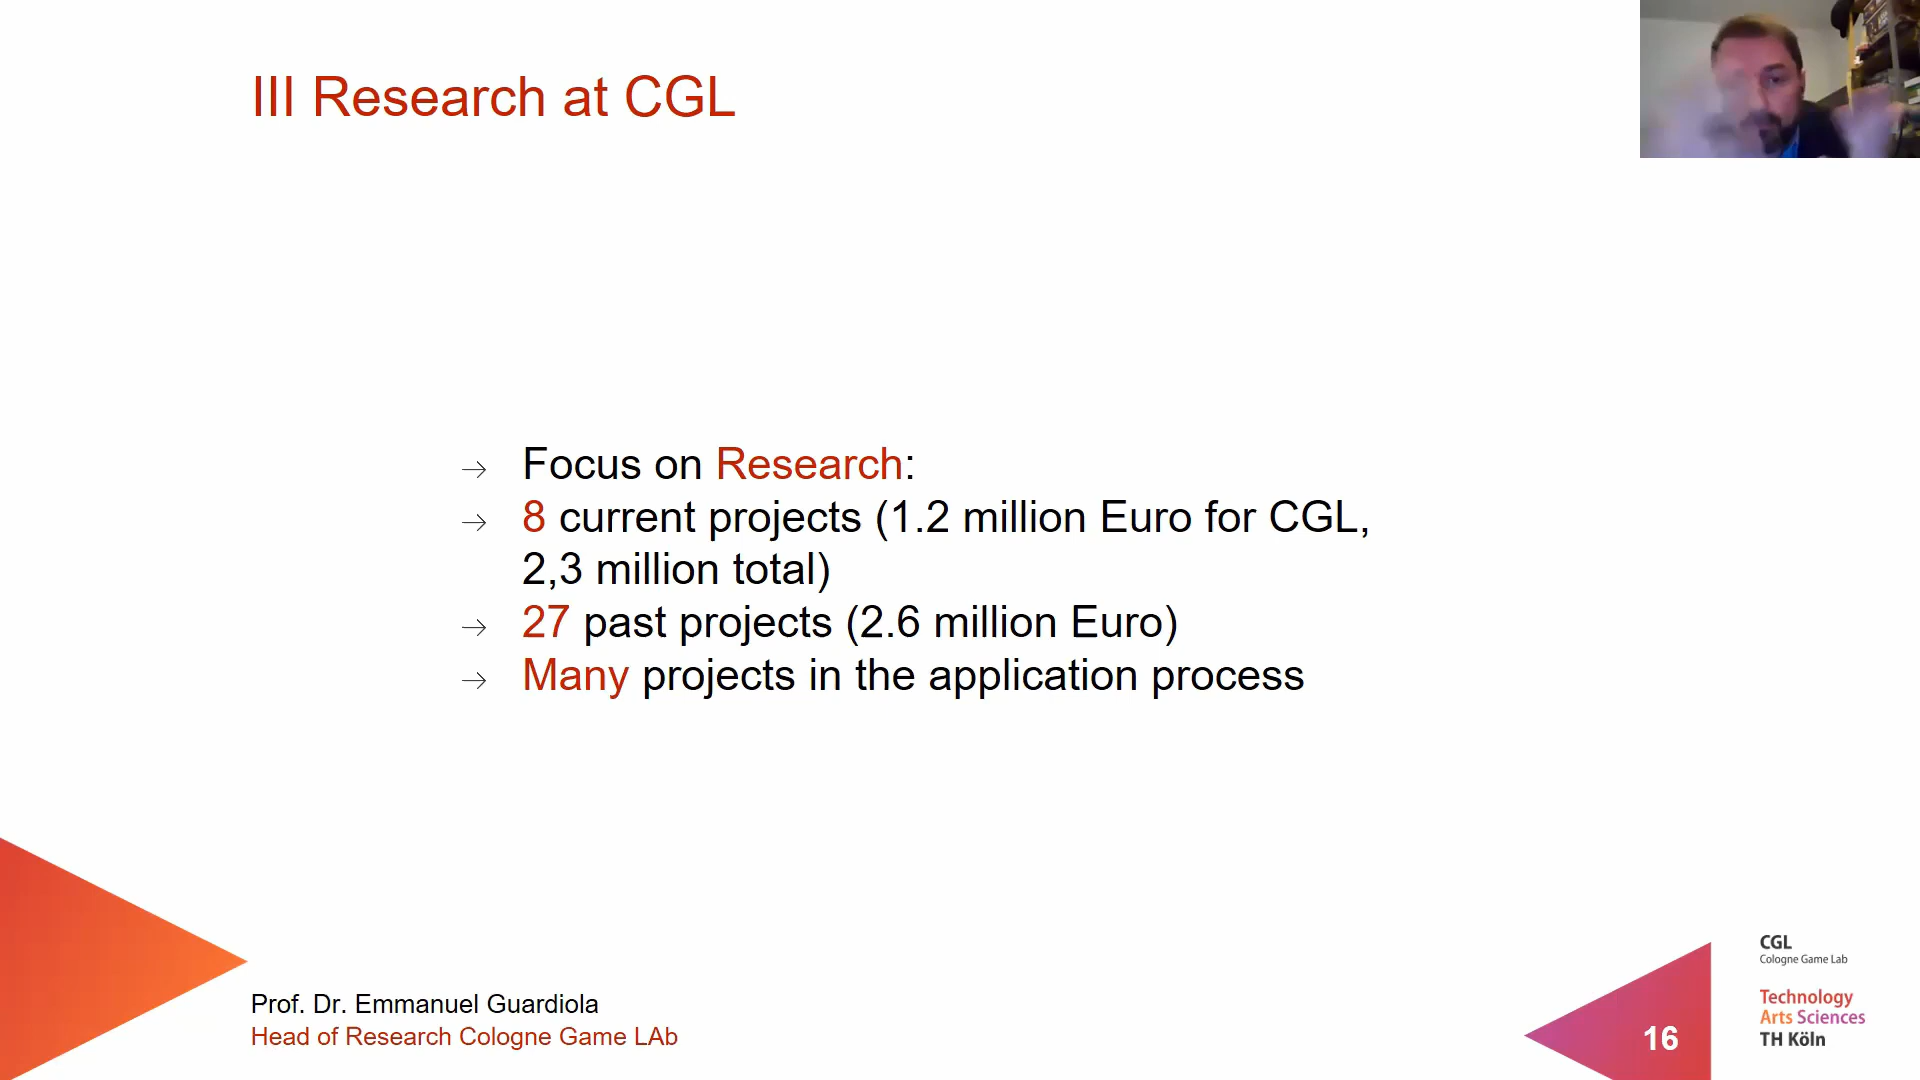 III Research at CGL
→ Focus on Research:
→ 8 current projects (1.2 million Euro for CGL,
2,3 million total)
→ 27 past projects (2.6 million Euro)
→ Many projects in the application process
Prof. Dr. Emmanuel Guardiola
Head of Research Cologne Game LAb
16
CGL
Cologne Game Lab
Technology
Arts Sciences
TH Köln